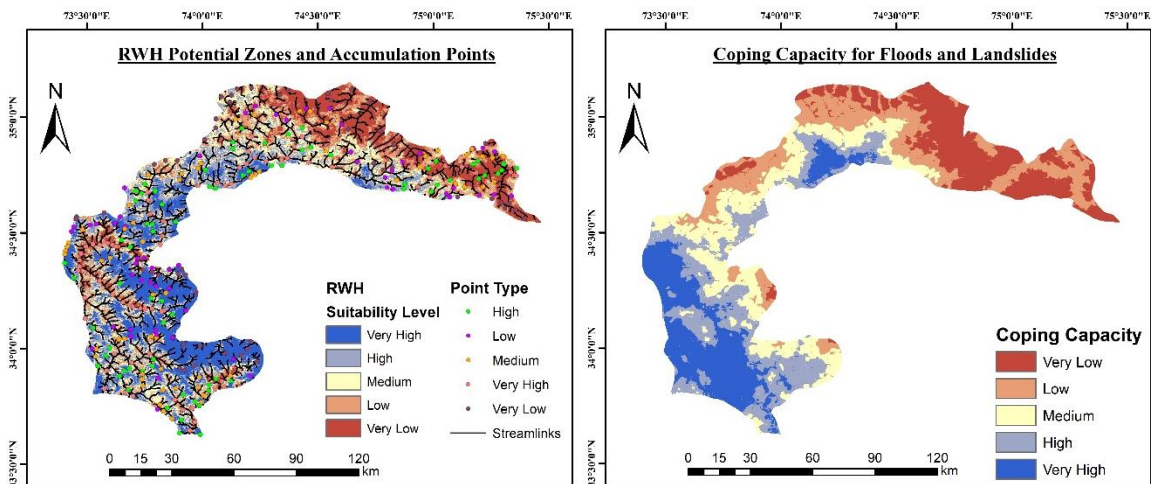 73°30'0"E 74°0'0"E 74°30'0"E 75°0'0"E 75°30'0"E
RWH Potential Zones and Accumulation Points
N
35°0'0"N
34°30'0"N
34°0'0"N
33°30'0"N
RWH
Suitability Level
Very High
High
Medium
Low
Very Low
Point Type
High
Low
Medium
Very High
Very Low
Streamlinks
0 15 30 60 90 120
km
73°30'0"E 74°0'0"E 74°30'0"E 75°0'0"E 75°30'0"E
Coping Capacity for Floods and Landslides
N
35°0'0"N
34°30'0"N
34°0'0"N
33°30'0"N
Coping Capacity
Very Low
Low
Medium
High
Very High
0 15 30 60 90 120
km